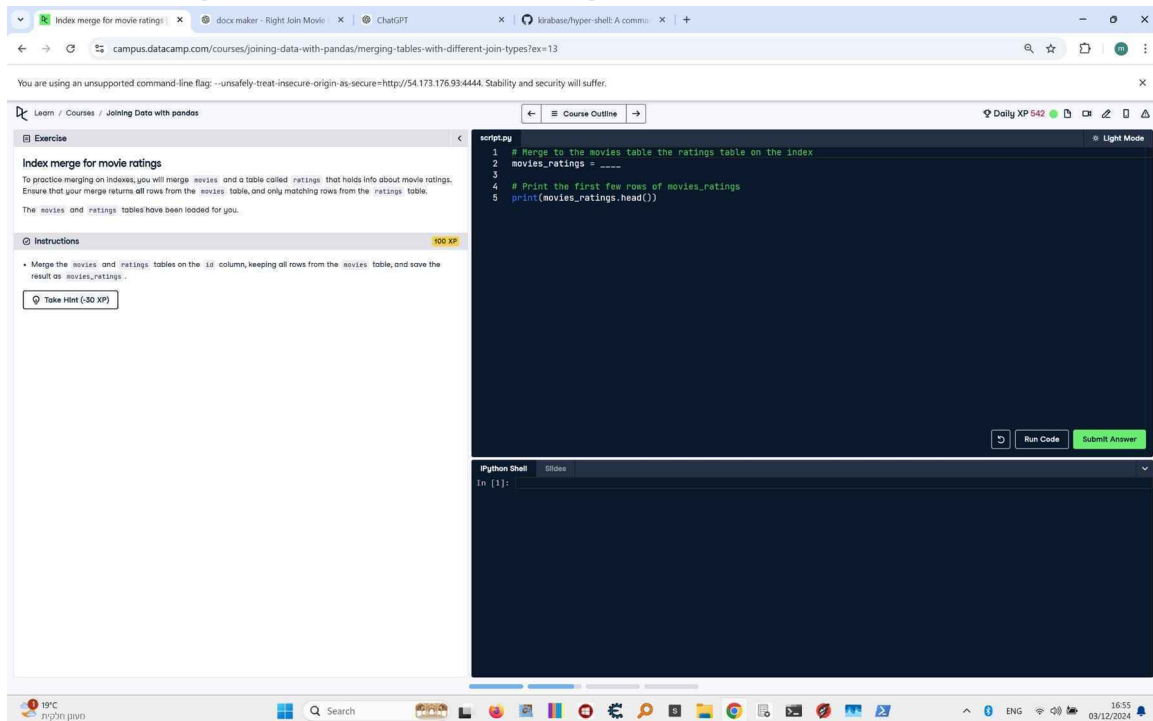 Index merge for movie ratings |
docx maker - Right Join Movie
ChatGPT
kirabase/hyper-shell: A comma
campus.datacamp.com/courses/joining-data-with-pandas/merging-tables-with-different-join-types?ex=13
m
You are using an unsupported command-line flag: --unsafely-treat-insecure-origin-as-secure=http://54.173.176.93:4444. Stability and security will suffer.
Learn / Courses / Joining Data with pandas
Course Outline
Daily XP 542
Exercise
Index merge for movie ratings
To practice merging on indexes, you will merge movies and a table called ratings that holds info about movie ratings.
Ensure that your merge returns all rows from the movies table, and only matching rows from the ratings table.
The movies and ratings tables have been loaded for you.
Instructions
100 XP
• Merge the movies and ratings tables on the id column, keeping all rows from the movies table, and save the
result as movies_ratings .
Take Hint (-30 XP)
script.py
Light Mode
1 # Merge to the movies table the ratings table on the index
2 movies_ratings = ____
3
4 # Print the first few rows of movies_ratings
5 print(movies_ratings.head())
Run Code
Submit Answer
IPython Shell Slides
In [1]:
1
19°C
מעונן חלקית
Search
S
ENG
16:55
03/12/2024